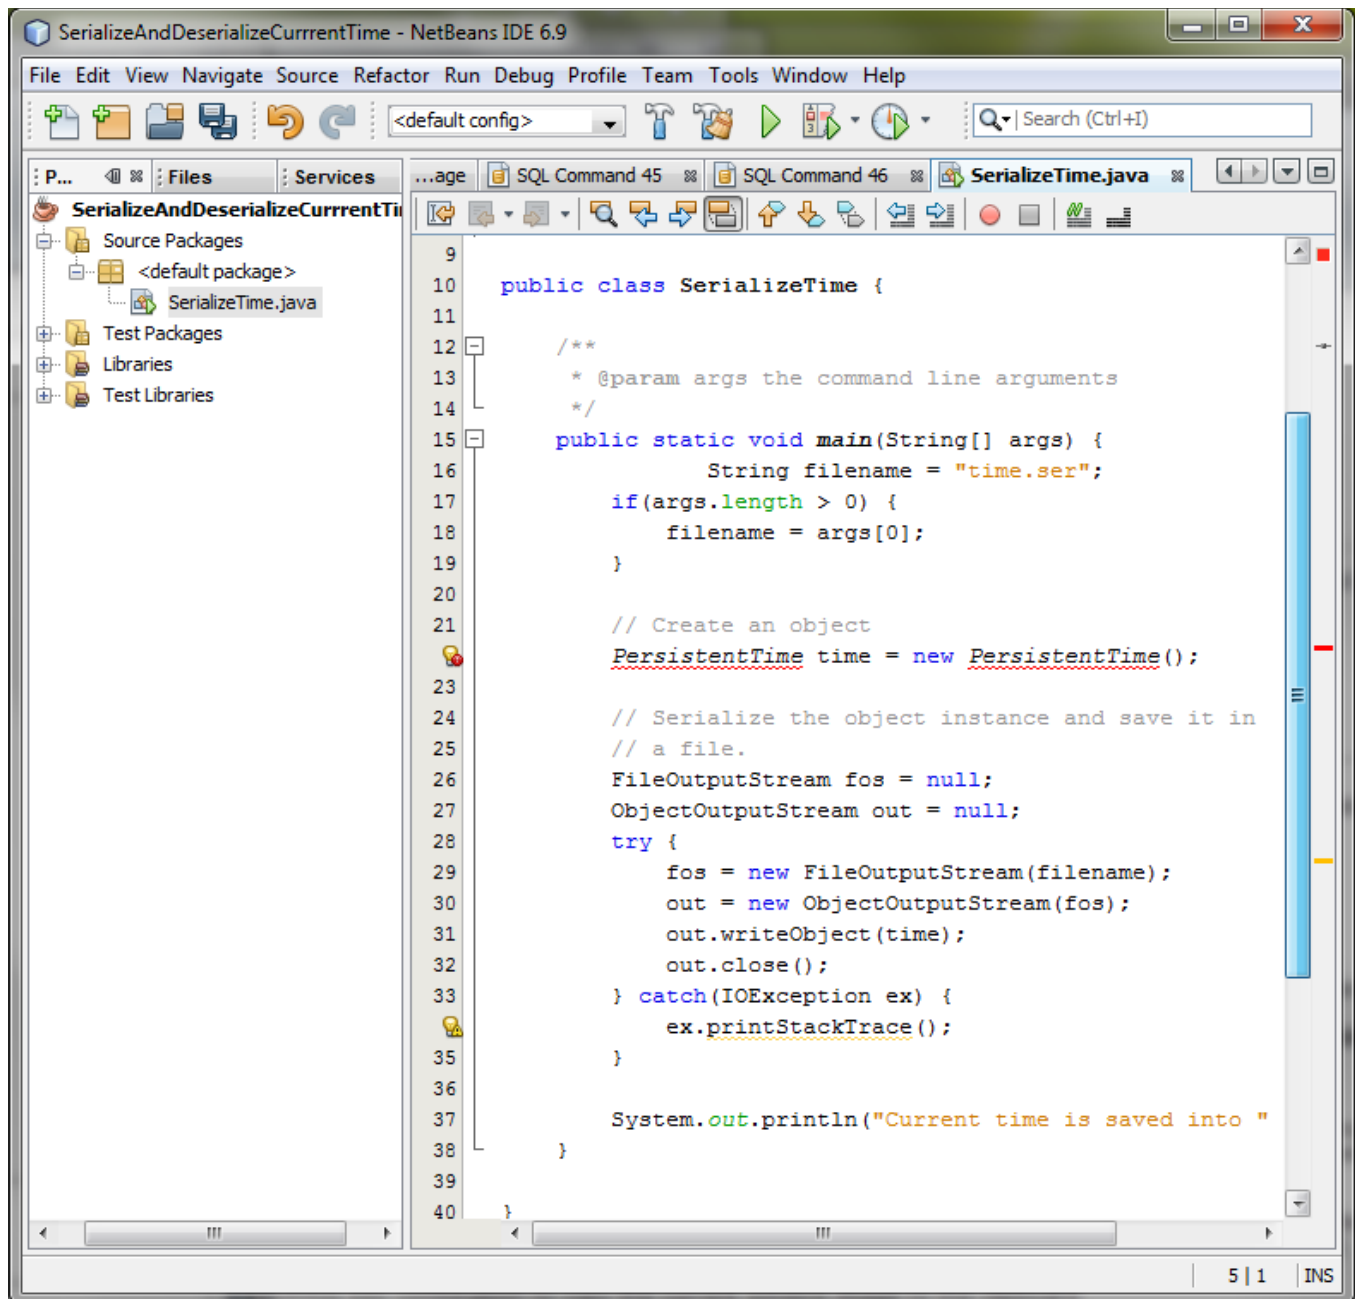 SerializeAndDeserializeCurrrentTime - NetBeans IDE 6.9
File Edit View Navigate Source Refactor Run Debug Profile Team Tools Window Help
<default config>
Search (Ctrl+I)
P... Files Services
...age SQL Command 45 SQL Command 46 SerializeTime.java
SerializeAndDeserializeCurrrentTi
Source Packages
<default package>
SerializeTime.java
Test Packages
Libraries
Test Libraries
9
10 public class SerializeTime {
11
12 /**
13 * @param args the command line arguments
14 */
15 public static void main(String[] args) {
16 String filename = "time.ser";
17 if(args.length > 0) {
18 filename = args[0];
19 }
20
21 // Create an object
PersistentTime time = new PersistentTime();
23
24 // Serialize the object instance and save it in
25 // a file.
26 FileOutputStream fos = null;
27 ObjectOutputStream out = null;
28 try {
29 fos = new FileOutputStream(filename);
30 out = new ObjectOutputStream(fos);
31 out.writeObject(time);
32 out.close();
33 } catch(IOException ex) {
ex.printStackTrace();
35 }
36
37 System.out.println("Current time is saved into "
38 }
39
40 }
5 | 1 INS